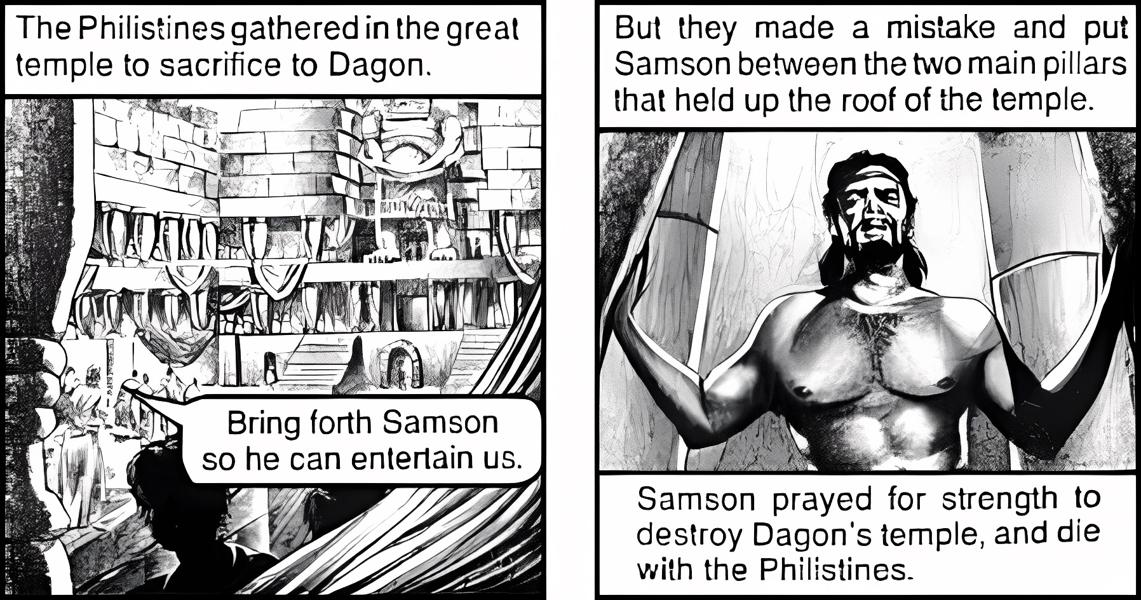 The Philistines gathered in the great
temple to sacrifice to Dagon.
Bring forth Samson
so he can entertain us.
But they made a mistake and put
Samson between the two main pillars
that held up the roof of the temple.
Samson prayed for strength to
destroy Dagon's temple, and die
with the Philistines.